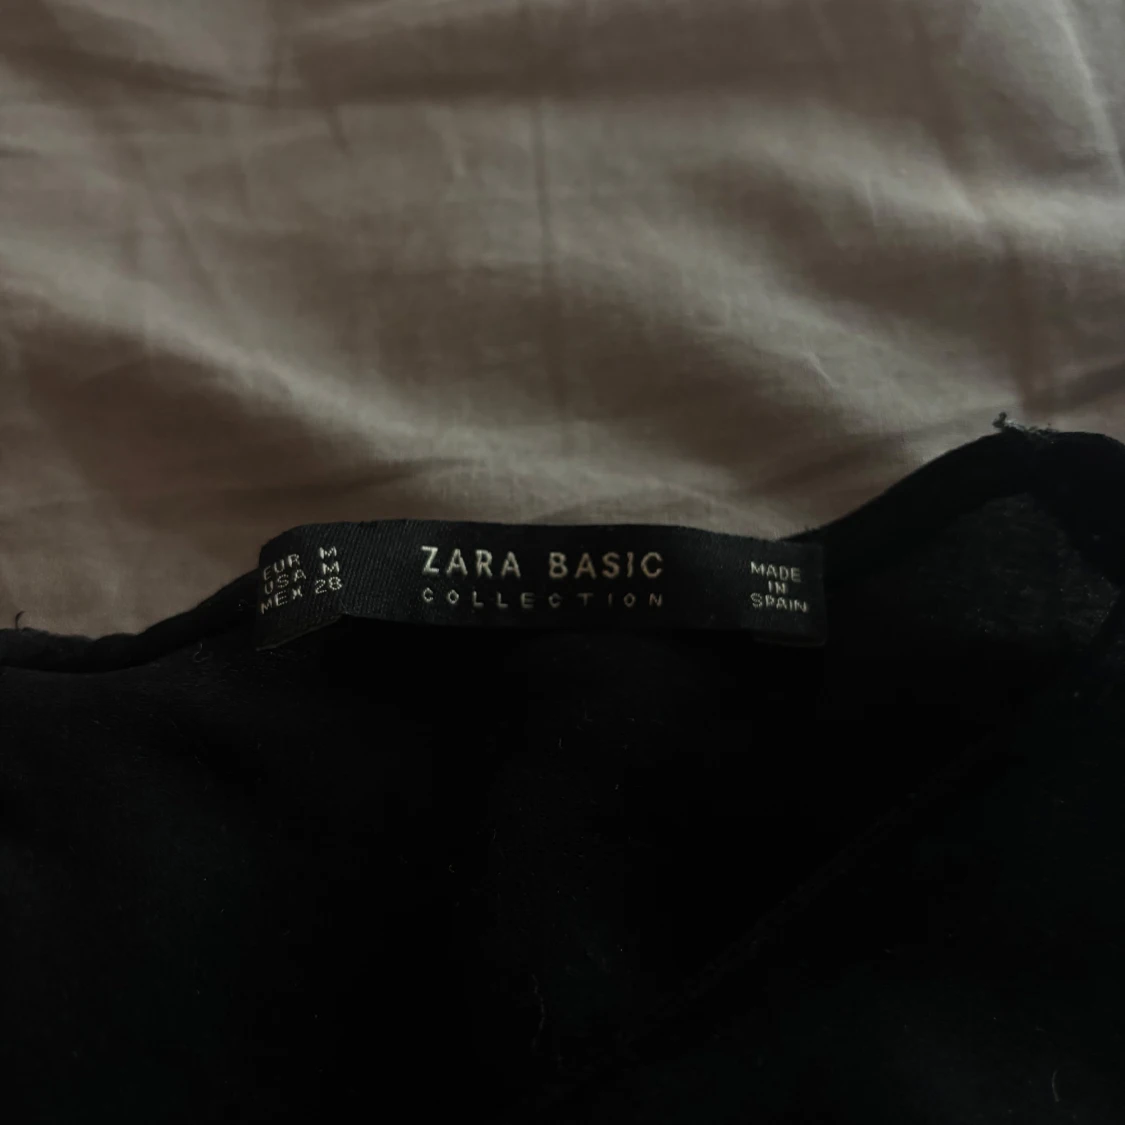 EUR M
USA M
MEX 28
ZARA BASIC
COLLECTION
MADE
IN
SPAIN